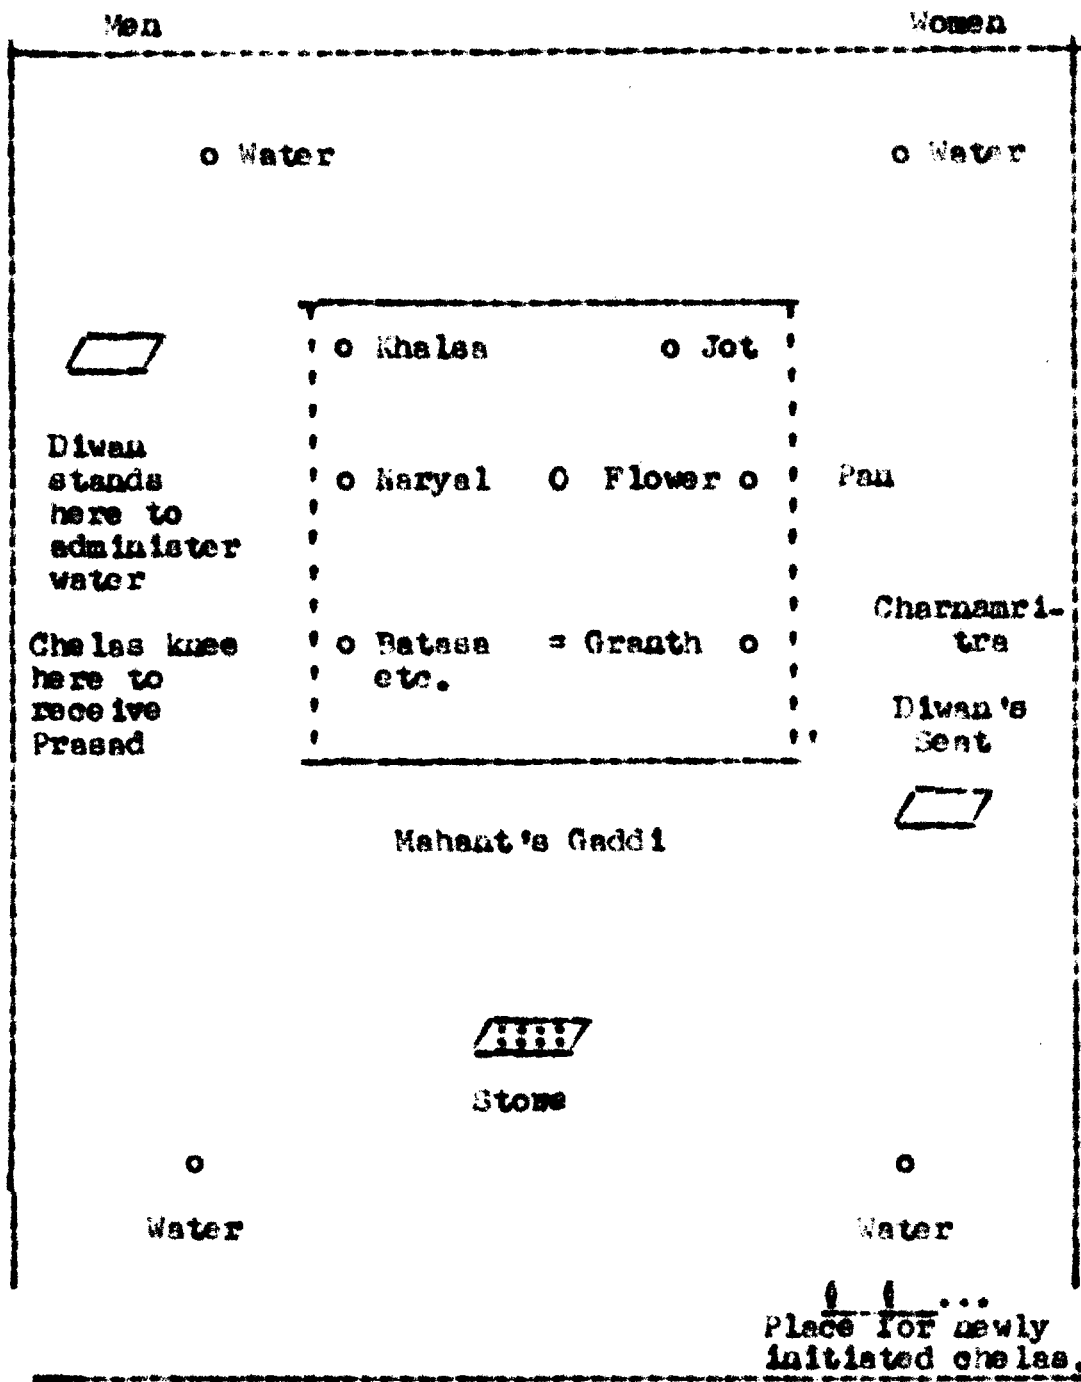 Men Women
o Water o Water
o Khalsa o Jot
Diwan
stands
here to
administer
water
o Naryal O Flower o Pan
Chelas knee
here to
receive
Prasad
o Batasa = Granth o
etc.
Charnamri-
tra
Diwan's
Seat
Mahant's Gaddi
Stone
Water Water
Place for newly
initiated chelas.